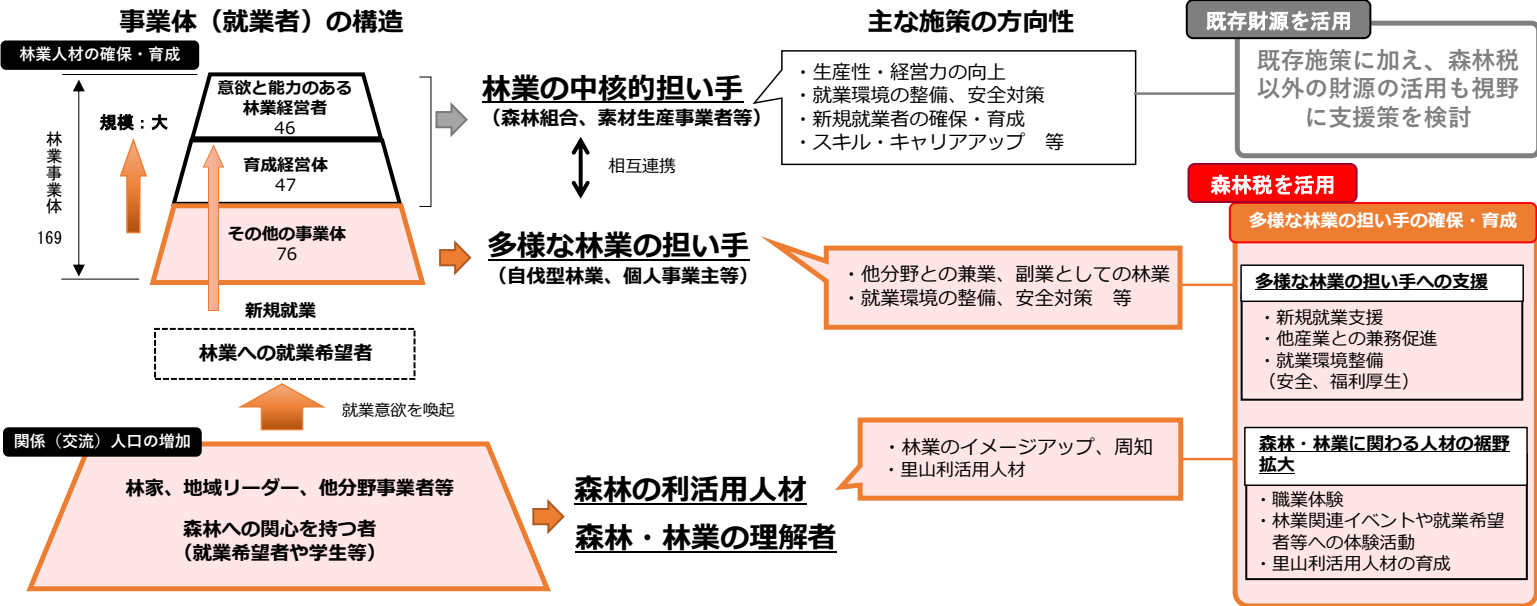 事業体（就業者）の構造
林業人材の確保・育成
林業事業体
169
規模：大
意欲と能力のある
林業経営者
46
育成経営体
47
その他の事業体
76
新規就業
林業への就業希望者
就業意欲を喚起
関係（交流）人口の増加
林家、地域リーダー、他分野事業者等
森林への関心を持つ者
（就業希望者や学生等）
林業の中核的担い手
（森林組合、素材生産事業者等）
相互連携
多様な林業の担い手
（自伐型林業、個人事業主等）
森林の利活用人材
森林・林業の理解者
主な施策の方向性
・生産性・経営力の向上
・就業環境の整備、安全対策
・新規就業者の確保・育成
・スキル・キャリアアップ　等
・他分野との兼業、副業としての林業
・就業環境の整備、安全対策　等
・林業のイメージアップ、周知
・里山利活用人材
既存財源を活用
既存施策に加え、森林税
以外の財源の活用も視野
に支援策を検討
森林税を活用
多様な林業の担い手の確保・育成
多様な林業の担い手への支援
・新規就業支援
・他産業との兼務促進
・就業環境整備
（安全、福利厚生）
森林・林業に関わる人材の裾野
拡大
・職業体験
・林業関連イベントや就業希望
者等への体験活動
・里山利活用人材の育成